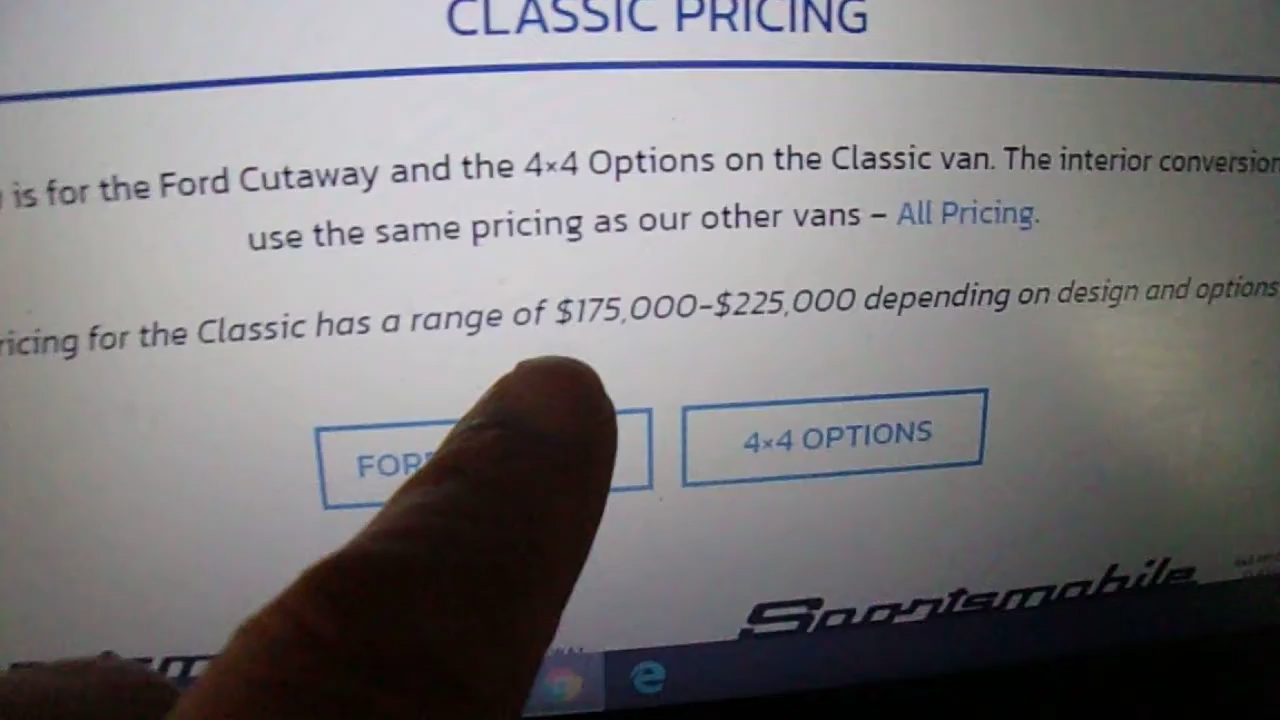 CLASSIC PRICING
is for the Ford Cutaway and the 4×4 Options on the Classic van. The interior conversion
use the same pricing as our other vans – All Pricing.
ricing for the Classic has a range of $175,000–$225,000 depending on design and options
FOR
4×4 OPTIONS
Sportsmobile